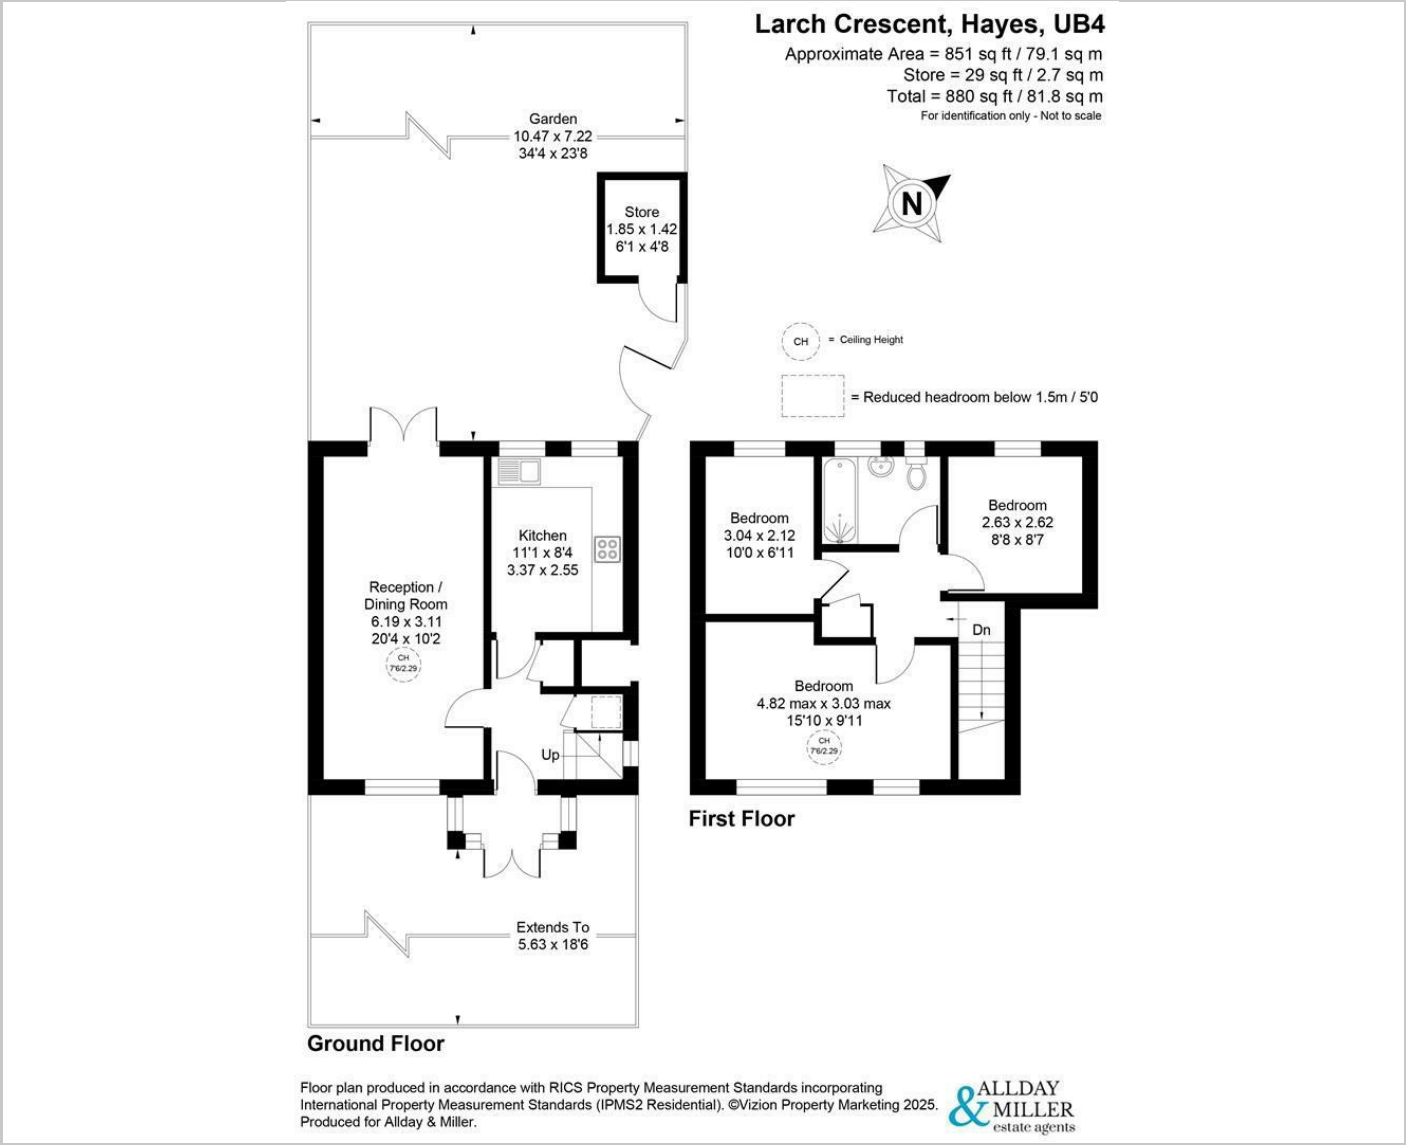 Larch Crescent, Hayes, UB4
Approximate Area = 851 sq ft / 79.1 sq m
Store = 29 sq ft / 2.7 sq m
Total = 880 sq ft / 81.8 sq m
For identification only - Not to scale
Garden
10.47 x 7.22
34'4 x 23'8
Store
1.85 x 1.42
6'1 x 4'8
N
CH
= Ceiling Height
= Reduced headroom below 1.5m / 5'0
Reception /
Dining Room
6.19 x 3.11
20'4 x 10'2
CH
7'6/2.29
Kitchen
11'1 x 8'4
3.37 x 2.55
Up
Bedroom
3.04 x 2.12
10'0 x 6'11
Bedroom
2.63 x 2.62
8'8 x 8'7
Dn
Bedroom
4.82 max x 3.03 max
15'10 x 9'11
CH
7'6/2.29
First Floor
Extends To
5.63 x 18'6
Ground Floor
Floor plan produced in accordance with RICS Property Measurement Standards incorporating
International Property Measurement Standards (IPMS2 Residential). ©Vizion Property Marketing 2025.
Produced for Allday & Miller.
ALLDAY
& MILLER
estate agents